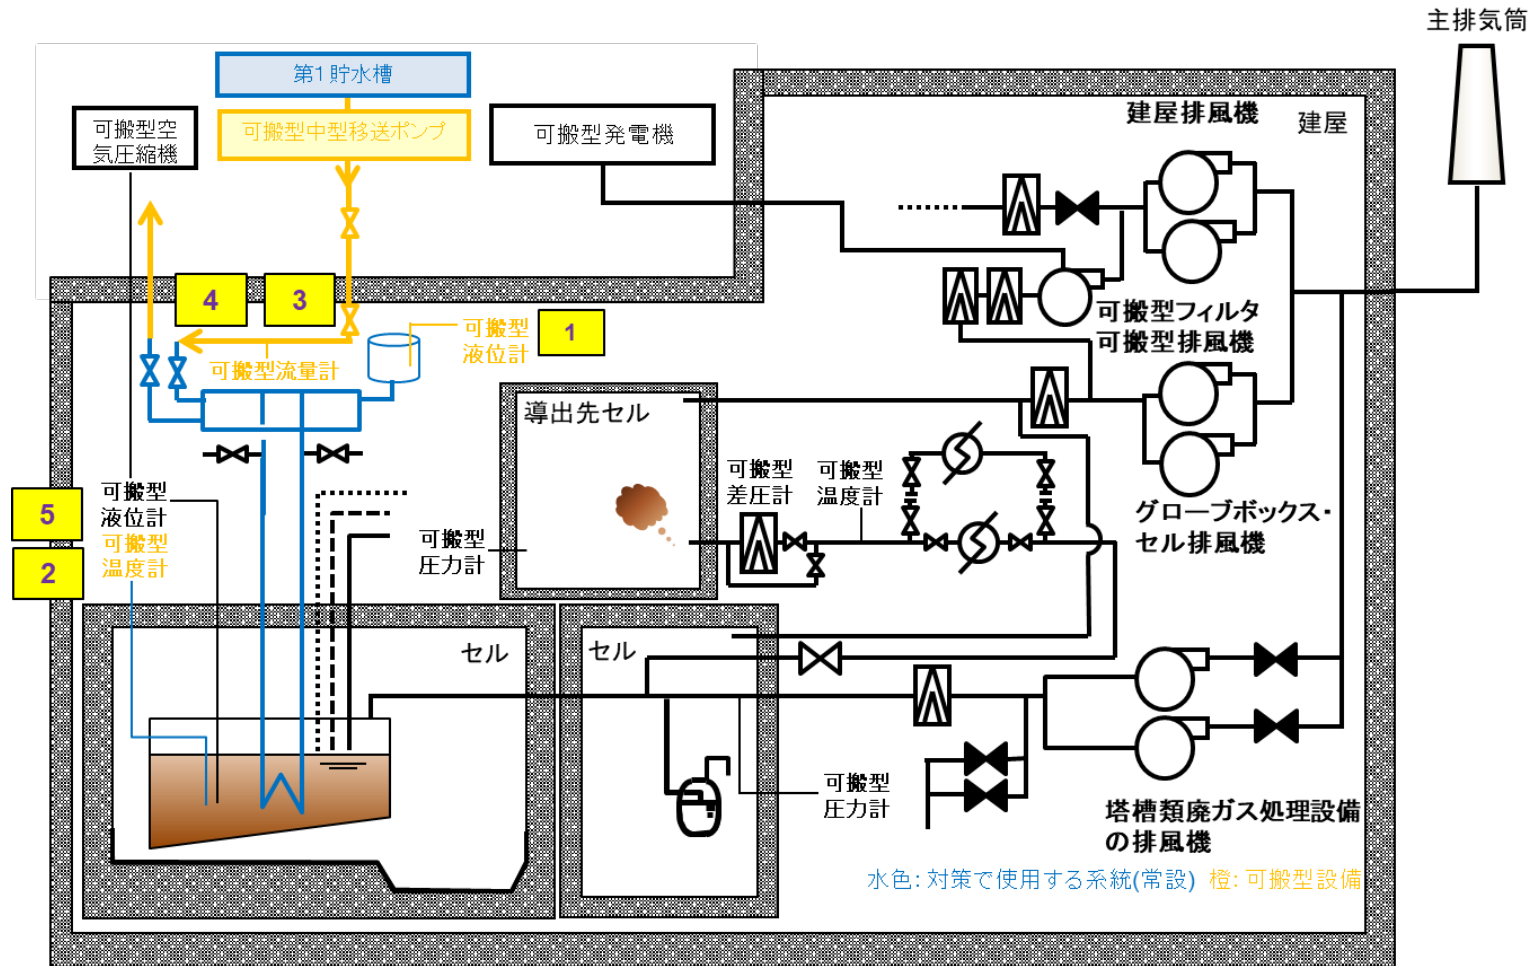 主排気筒
第1貯水槽
可搬型空
気圧縮機
可搬型中型移送ポンプ
可搬型発電機
建屋排風機
建屋
4
3
可搬型
液位計
1
可搬型流量計
可搬型フィルタ
可搬型排風機
導出先セル
可搬型
差圧計
可搬型
温度計
グローブボックス・
セル排風機
5
2
可搬型
液位計
可搬型
温度計
可搬型
圧力計
セル
セル
可搬型
圧力計
塔槽類廃ガス処理設備
の排風機
水色:対策で使用する系統(常設) 橙:可搬型設備